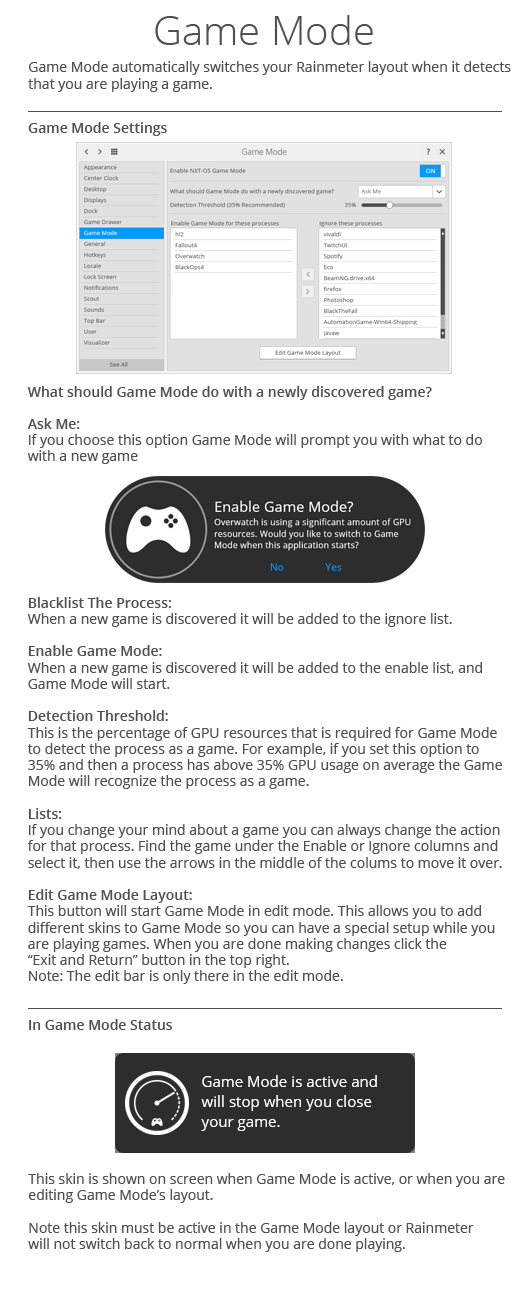 Game Mode
Game Mode automatically switches your Rainmeter layout when it detects
that you are playing a game.
Game Mode Settings
Game Mode
? ×
Appearance
Center Clock
Desktop
Displays
Dock
Game Drawer
Game Mode
General
Hotkeys
Locale
Lock Screen
Notifications
Scout
Sounds
Top Bar
User
Visualizer
See All
Enable NXT-OS Game Mode
ON
What should Game Mode do with a newly discovered game?
Ask Me
Detection Threshold (35% Recommended)
35%
Enable Game Mode for these processes
hl2
Fallout4
Overwatch
BlackOps4
Ignore these processes
vivaldi
TwitchUI
Spotify
Eco
BeamNG.drive.x64
firefox
Photoshop
BlackTheFall
AutomationGame-Win64-Shipping
javaw
Edit Game Mode Layout
What should Game Mode do with a newly discovered game?
Ask Me:
If you choose this option Game Mode will prompt you with what to do
with a new game
Enable Game Mode?
Overwatch is using a significant amount of GPU
resources. Would you like to switch to Game
Mode when this application starts?
No Yes
Blacklist The Process:
When a new game is discovered it will be added to the ignore list.
Enable Game Mode:
When a new game is discovered it will be added to the enable list, and
Game Mode will start.
Detection Threshold:
This is the percentage of GPU resources that is required for Game Mode
to detect the process as a game. For example, if you set this option to
35% and then a process has above 35% GPU usage on average the Game
Mode will recognize the process as a game.
Lists:
If you change your mind about a game you can always change the action
for that process. Find the game under the Enable or Ignore columns and
select it, then use the arrows in the middle of the colums to move it over.
Edit Game Mode Layout:
This button will start Game Mode in edit mode. This allows you to add
different skins to Game Mode so you can have a special setup while you
are playing games. When you are done making changes click the
“Exit and Return” button in the top right.
Note: The edit bar is only there in the edit mode.
In Game Mode Status
Game Mode is active and
will stop when you close
your game.
This skin is shown on screen when Game Mode is active, or when you are
editing Game Mode’s layout.
Note this skin must be active in the Game Mode layout or Rainmeter
will not switch back to normal when you are done playing.